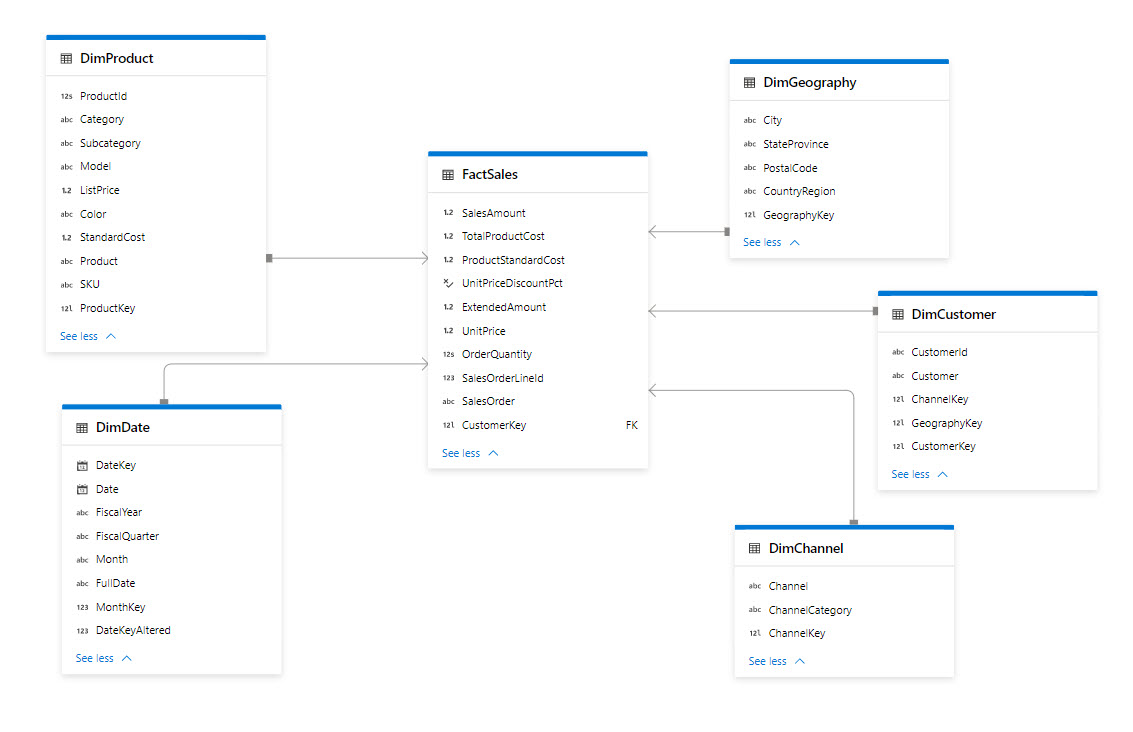 DimProduct
12s ProductId
abc Category
abc Subcategory
abc Model
1.2 ListPrice
abc Color
1.2 StandardCost
abc Product
abc SKU
12l ProductKey
See less
DimDate
DateKey
Date
abc FiscalYear
abc FiscalQuarter
abc Month
abc FullDate
123 MonthKey
123 DateKeyAltered
See less
FactSales
1.2 SalesAmount
1.2 TotalProductCost
1.2 ProductStandardCost
UnitPriceDiscountPct
1.2 ExtendedAmount
1.2 UnitPrice
12s OrderQuantity
123 SalesOrderLineId
abc SalesOrder
12l CustomerKey FK
See less
DimGeography
abc City
abc StateProvince
abc PostalCode
abc CountryRegion
12l GeographyKey
See less
DimCustomer
abc CustomerId
abc Customer
12l ChannelKey
12l GeographyKey
12l CustomerKey
See less
DimChannel
abc Channel
abc ChannelCategory
12l ChannelKey
See less